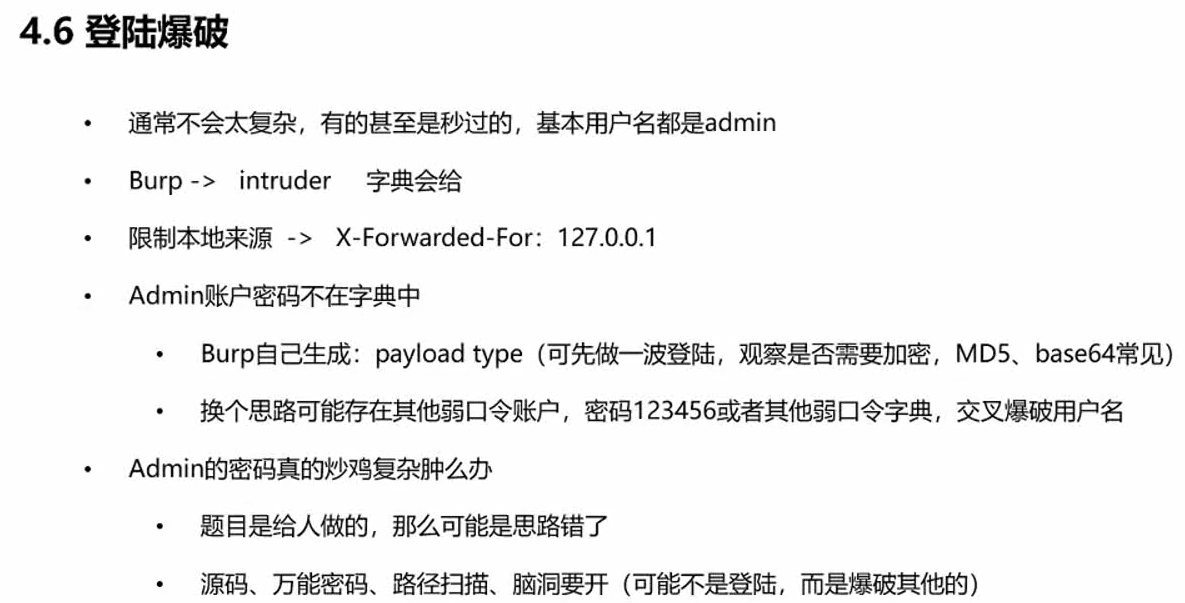 4.6 登陆爆破
• 通常不会太复杂，有的甚至是秒过的，基本用户名都是admin
• Burp -> intruder 字典会给
• 限制本地来源 -> X-Forwarded-For：127.0.0.1
• Admin账户密码不在字典中
• Burp自己生成：payload type（可先做一波登陆，观察是否需要加密，MD5、base64常见）
• 换个思路可能存在其他弱口令账户，密码123456或者其他弱口令字典，交叉爆破用户名
• Admin的密码真的炒鸡复杂肿么办
• 题目是给人做的，那么可能是思路错了
• 源码、万能密码、路径扫描、脑洞要开（可能不是登陆，而是爆破其他的）